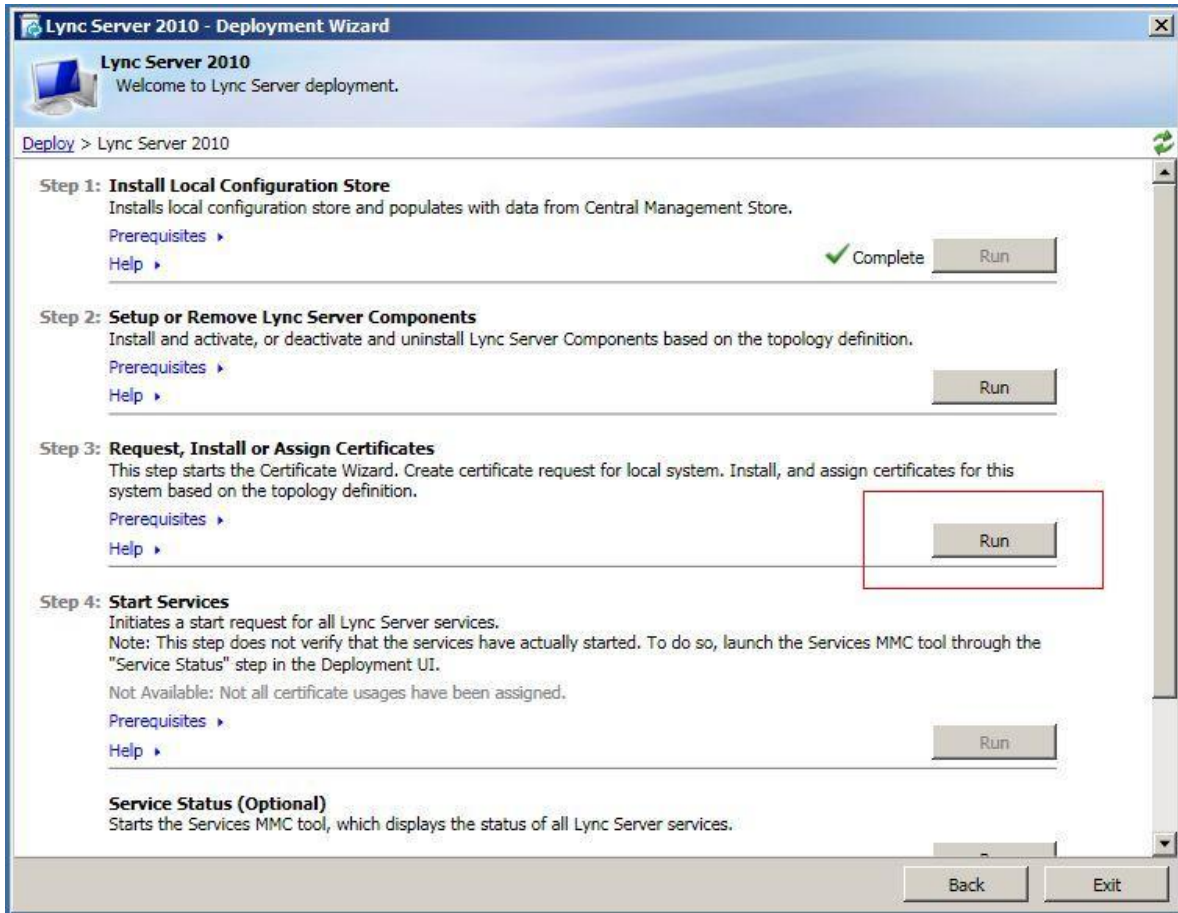 Lync Server 2010 - Deployment Wizard
Lync Server 2010
Welcome to Lync Server deployment.
Deploy > Lync Server 2010
Step 1: Install Local Configuration Store
Installs local configuration store and populates with data from Central Management Store.
Prerequisites ▸
Help ▸
Complete Run
Step 2: Setup or Remove Lync Server Components
Install and activate, or deactivate and uninstall Lync Server Components based on the topology definition.
Prerequisites ▸
Help ▸
Run
Step 3: Request, Install or Assign Certificates
This step starts the Certificate Wizard. Create certificate request for local system. Install, and assign certificates for this
system based on the topology definition.
Prerequisites ▸
Help ▸
Run
Step 4: Start Services
Initiates a start request for all Lync Server services.
Note: This step does not verify that the services have actually started. To do so, launch the Services MMC tool through the
"Service Status" step in the Deployment UI.
Not Available: Not all certificate usages have been assigned.
Prerequisites ▸
Help ▸
Run
Service Status (Optional)
Starts the Services MMC tool, which displays the status of all Lync Server services.
Back Exit